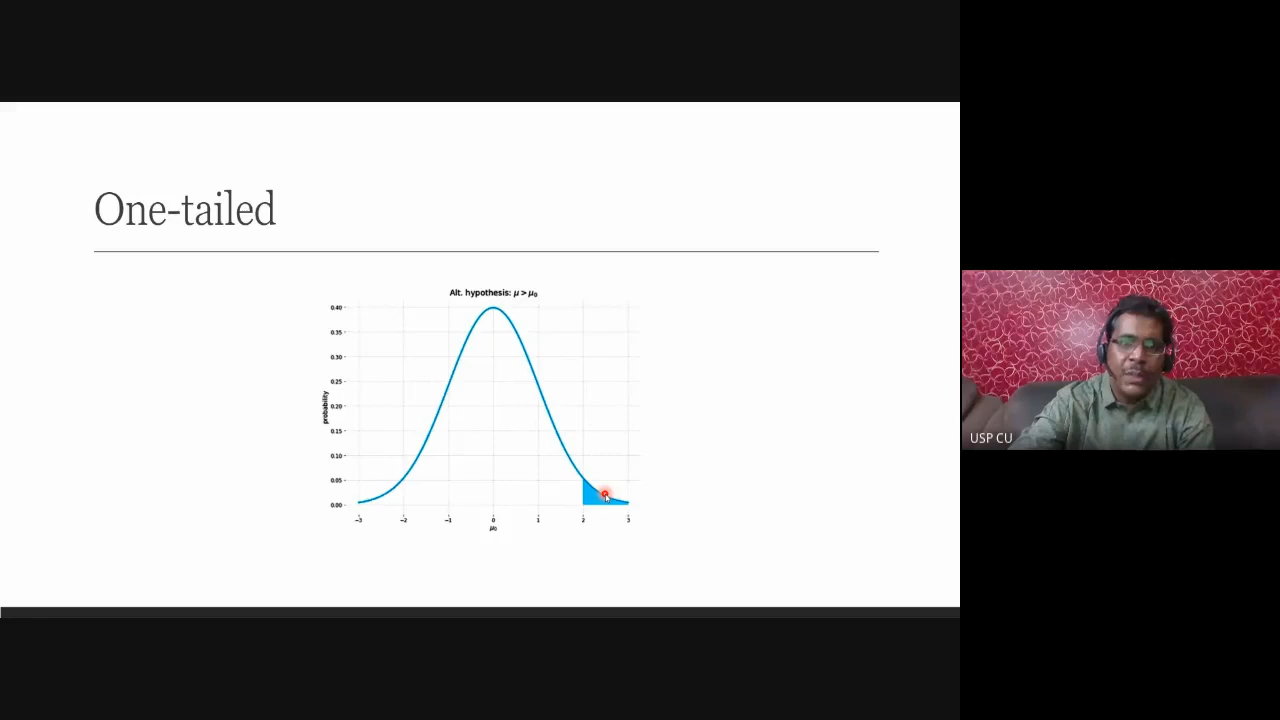 One-tailed
Alt. hypothesis: μ > μ₀
0.40
0.35
0.30
0.25
0.20
0.15
0.10
0.05
0.00
probability
−3 −2 −1 0 1 2 3
μ₀
USP CU